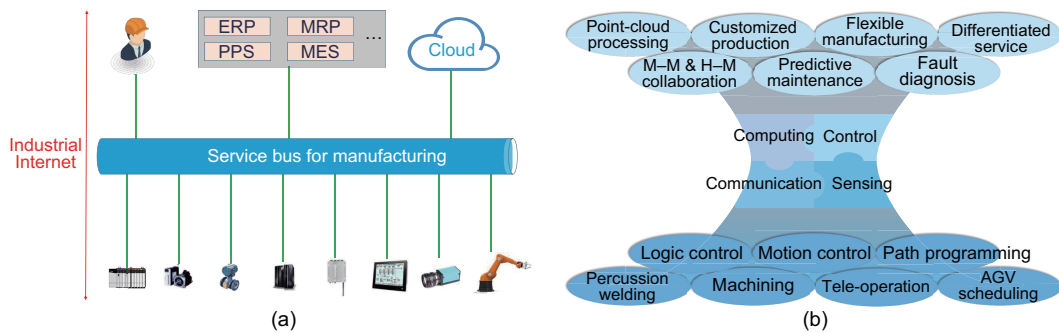 ERP
MRP
PPS
MES
...
Cloud
Industrial
Internet
Service bus for manufacturing
(a)
Point-cloud
processing
Customized
production
Flexible
manufacturing
Differentiated
service
M–M & H–M
collaboration
Predictive
maintenance
Fault
diagnosis
Computing
Control
Communication
Sensing
Logic control
Motion control
Path programming
Percussion
welding
Machining
Tele-operation
AGV
scheduling
(b)